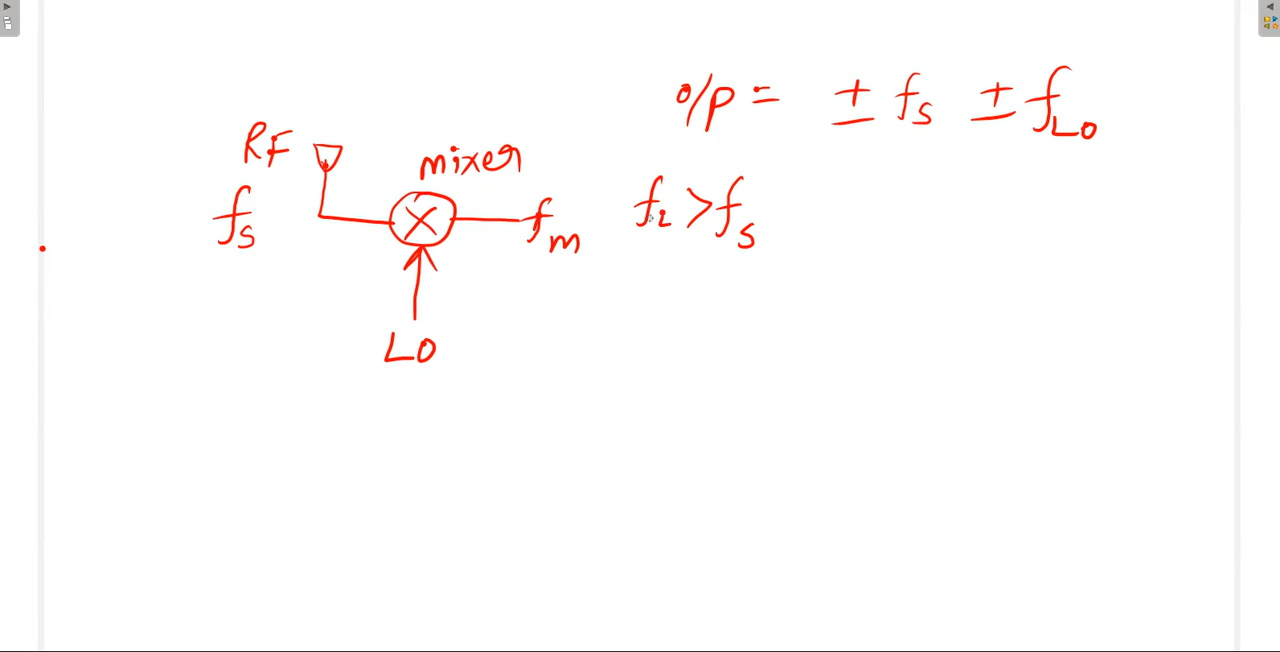 o/p = ± fs ± fLO
RF
mixer
fs
X
fm
fi > fs
LO